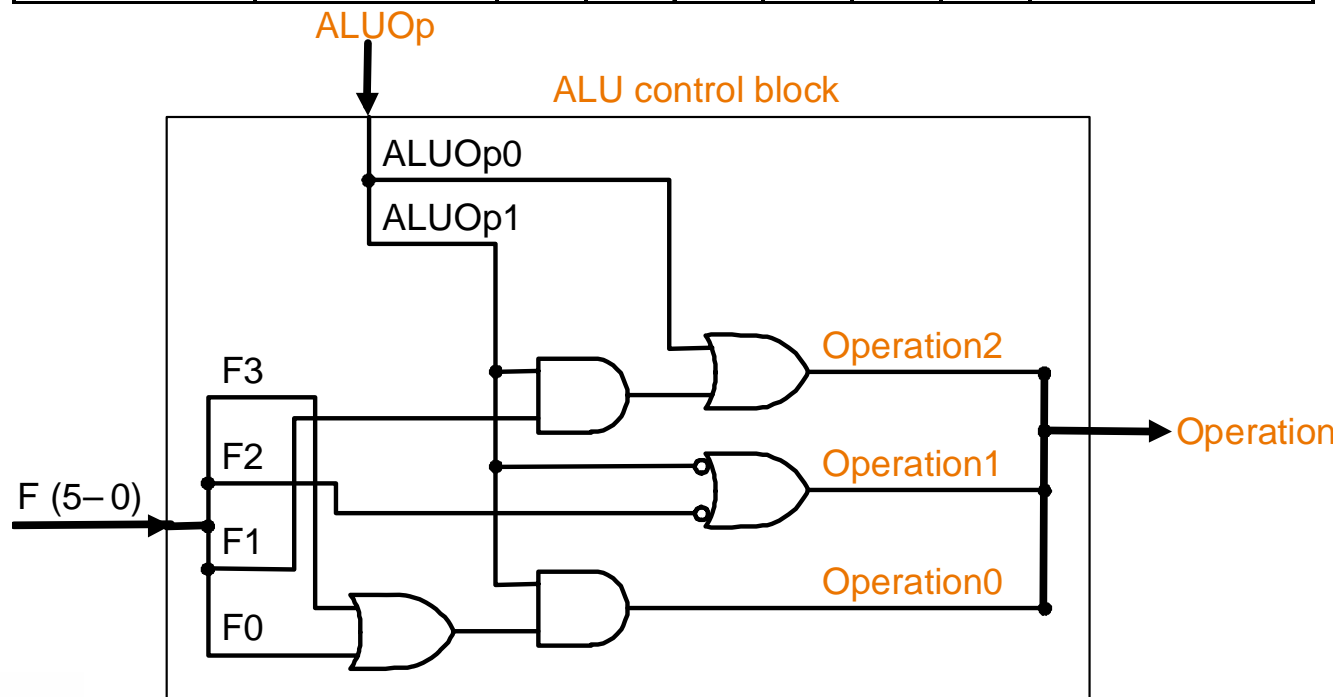 ALUOp
ALU control block
ALUOp0
ALUOp1
Operation2
F3
Operation
F2
Operation1
F (5–0)
F1
Operation0
F0